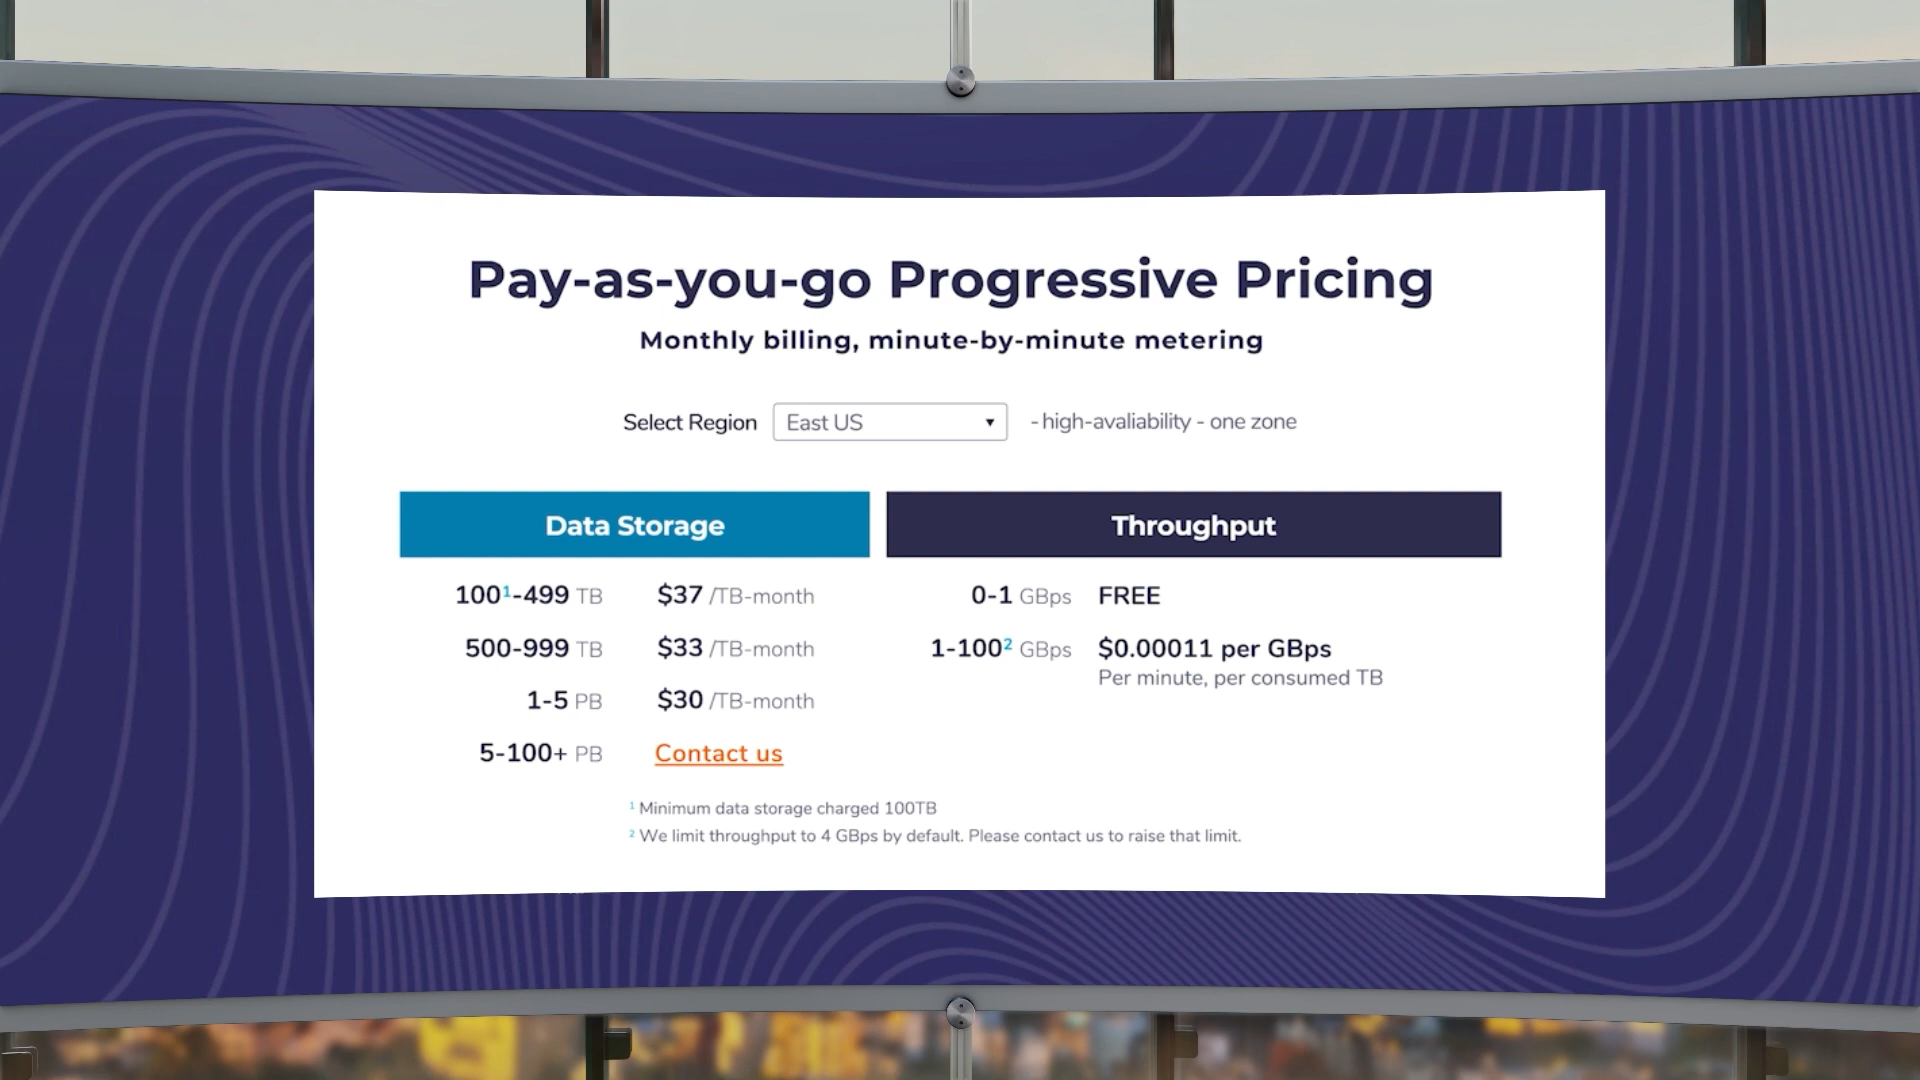 Pay-as-you-go Progressive Pricing
Monthly billing, minute-by-minute metering
Select Region East US ▼ - high-avaliability - one zone
Data Storage Throughput
100¹-499 TB $37 /TB-month 0-1 GBps FREE
500-999 TB $33 /TB-month 1-100² GBps $0.00011 per GBps
Per minute, per consumed TB
1-5 PB $30 /TB-month
5-100+ PB Contact us
¹ Minimum data storage charged 100TB
² We limit throughput to 4 GBps by default. Please contact us to raise that limit.